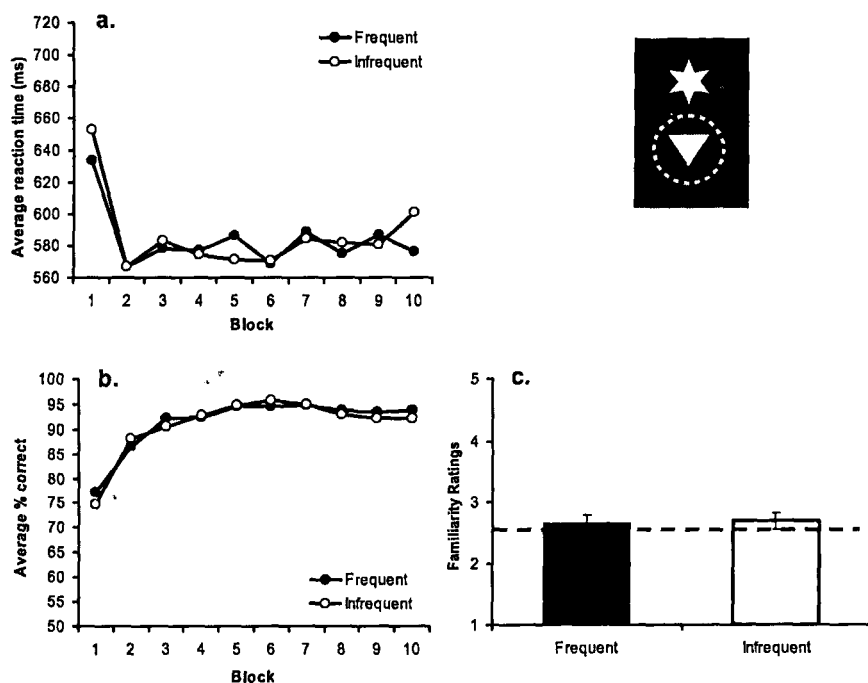 a.
720
700
680
660
640
620
600
580
560
Average reaction time (ms)
Frequent
Infrequent
1 2 3 4 5 6 7 8 9 10
Block
b.
100
95
90
85
80
75
70
65
60
55
50
Average % correct
Frequent
Infrequent
1 2 3 4 5 6 7 8 9 10
Block
c.
5
4
3
2
1
Familiarity Ratings
Frequent Infrequent